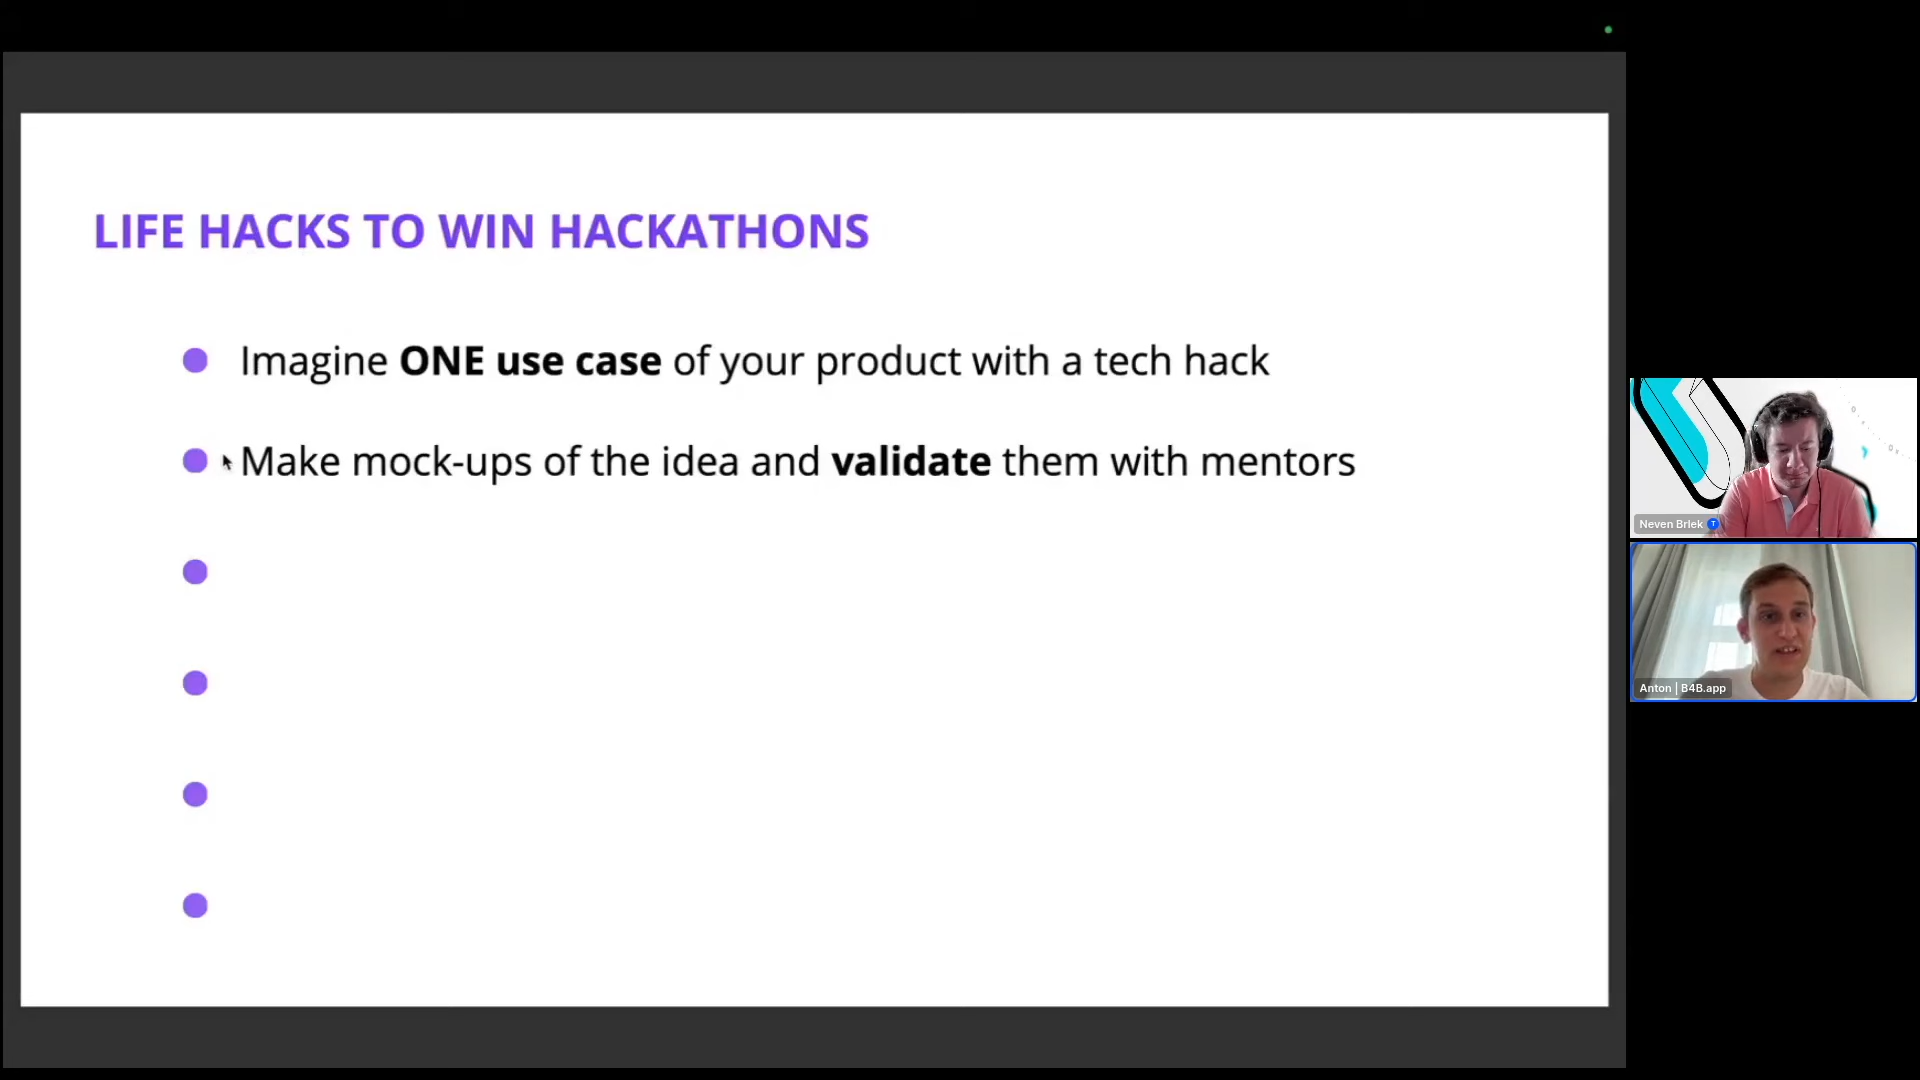 LIFE HACKS TO WIN HACKATHONS
Imagine ONE use case of your product with a tech hack
Make mock-ups of the idea and validate them with mentors
Neven Brlek
Anton | B4B.app